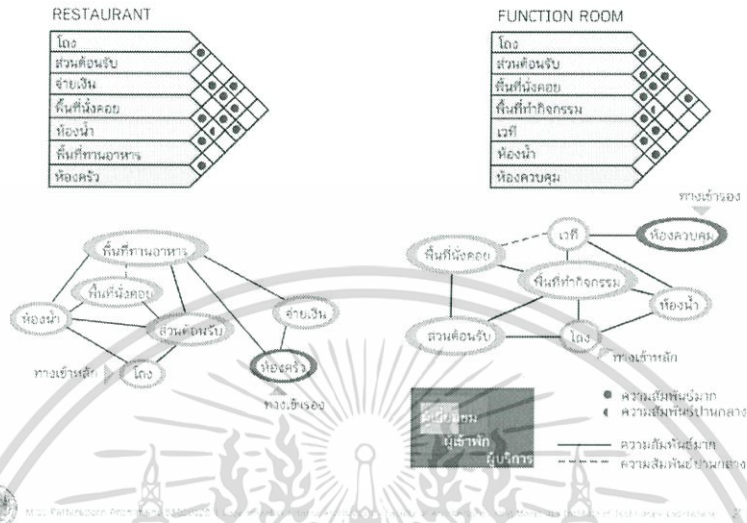 RESTAURANT
โถง
ส่วนต้อนรับ
จ่ายเงิน
พื้นที่นั่งคอย
ห้องน้ำ
พื้นที่ทานอาหาร
ห้องครัว
FUNCTION ROOM
โถง
ส่วนต้อนรับ
พื้นที่นั่งคอย
พื้นที่ทำกิจกรรม
เวที
ห้องน้ำ
ห้องควบคุม
พื้นที่ทานอาหาร
พื้นที่นั่งคอย
ห้องน้ำ
ส่วนต้อนรับ
จ่ายเงิน
ทางเข้าหลัก
โถง
ห้องครัว
ทางเข้ารอง
ทางเข้ารอง
เวที
ห้องควบคุม
พื้นที่นั่งคอย
พื้นที่ทำกิจกรรม
ห้องน้ำ
ส่วนต้อนรับ
โถง
ทางเข้าหลัก
ผู้เยี่ยมชม
ผู้เข้าพัก
ผู้บริการ
ความสัมพันธ์มาก
ความสัมพันธ์ปานกลาง
ความสัมพันธ์มาก
ความสัมพันธ์ปานกลาง